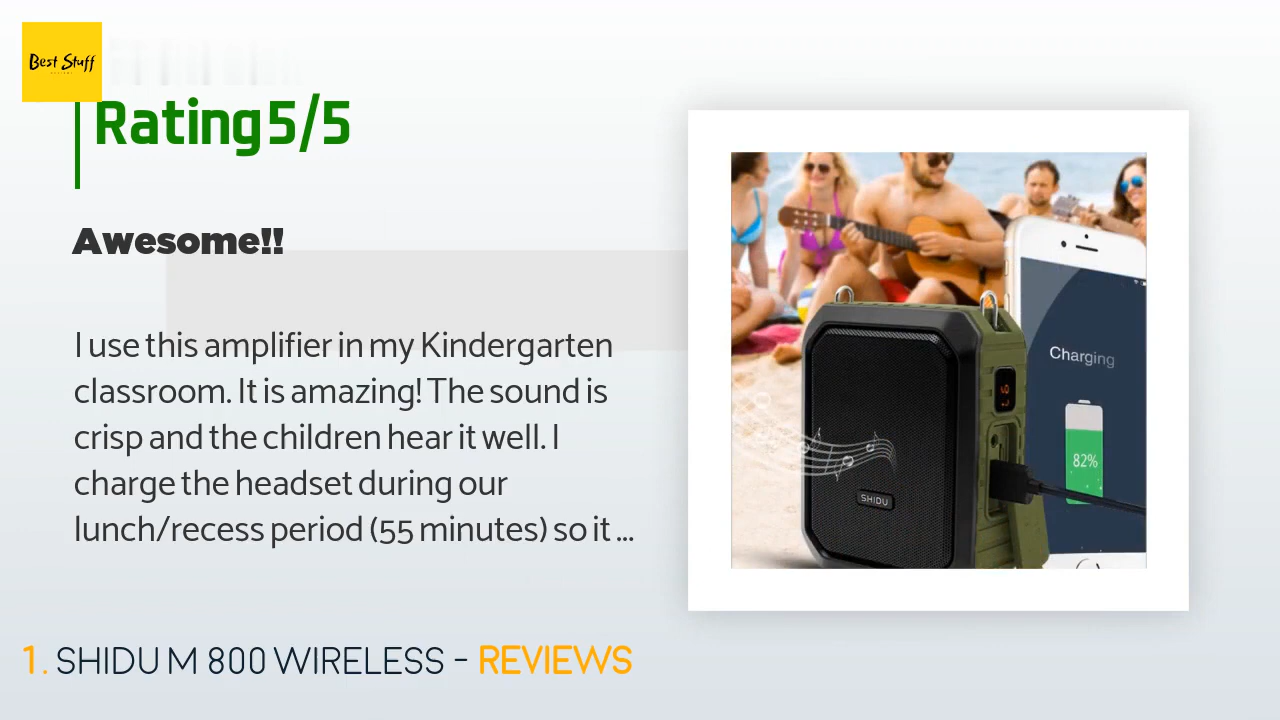 Best Stuff
Rating 5/5
Awesome!!
I use this amplifier in my Kindergarten
classroom. It is amazing! The sound is
crisp and the children hear it well. I
charge the headset during our
lunch/recess period (55 minutes) so it ...
Charging
82%
SHIDU
1. SHIDU M 800 WIRELESS - REVIEWS